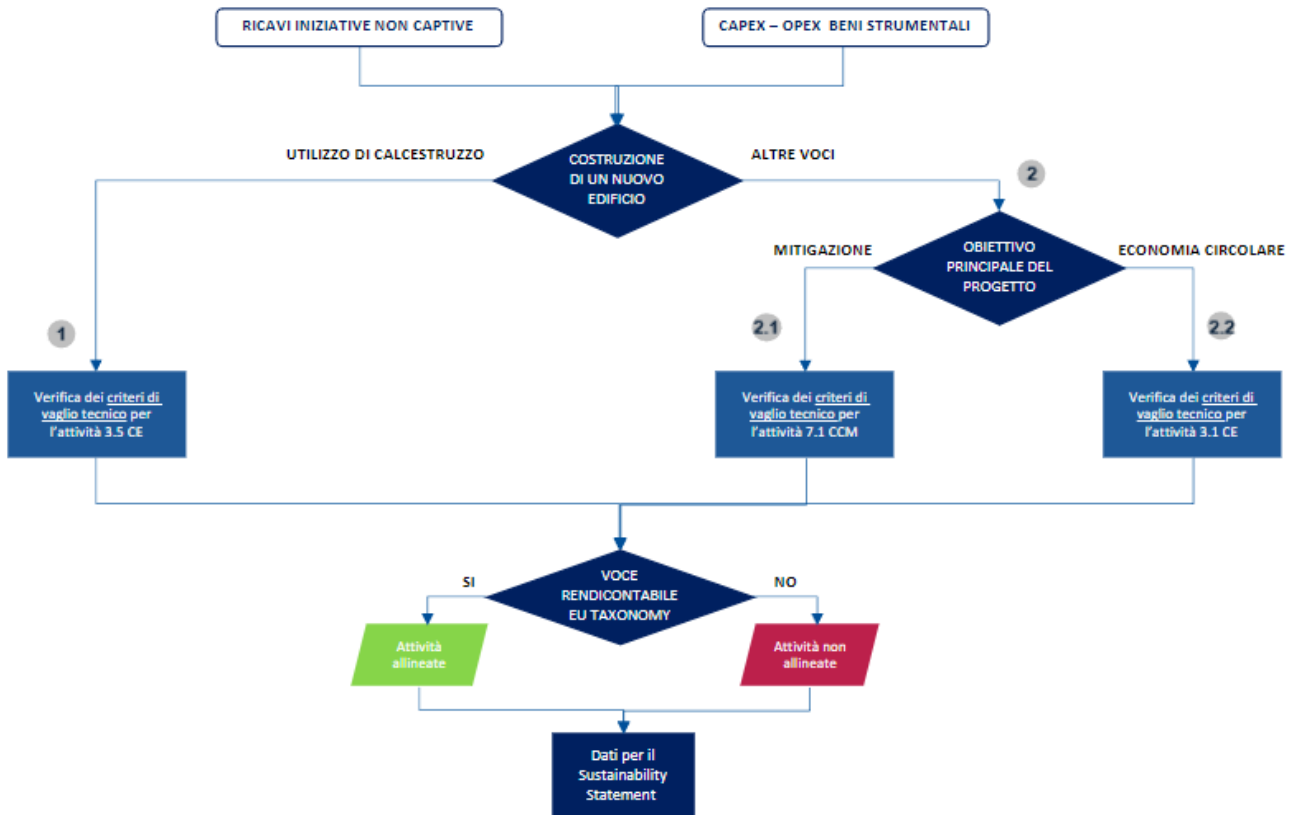 RICAVI INIZIATIVE NON CAPTIVE
CAPEX – OPEX BENI STRUMENTALI
UTILIZZO DI CALCESTRUZZO
COSTRUZIONE
DI UN NUOVO
EDIFICIO
ALTRE VOCI
2
MITIGAZIONE
OBIETTIVO
PRINCIPALE DEL
PROGETTO
ECONOMIA CIRCOLARE
1
2.1
2.2
Verifica dei criteri di
vaglio tecnico per
l'attività 3.5 CE
Verifica dei criteri di
vaglio tecnico per
l'attività 7.1 CCM
Verifica dei criteri di
vaglio tecnico per
l'attività 3.1 CE
SI
VOCE
RENDICONTABILE
EU TAXONOMY
NO
Attività
allineate
Attività non
allineate
Dati per il
Sustainability
Statement